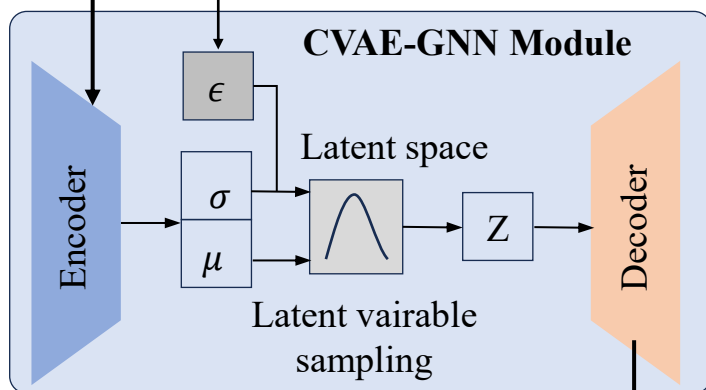 CVAE-GNN Module
ϵ
Latent space
Encoder
σ
μ
Z
Decoder
Latent vairable
sampling